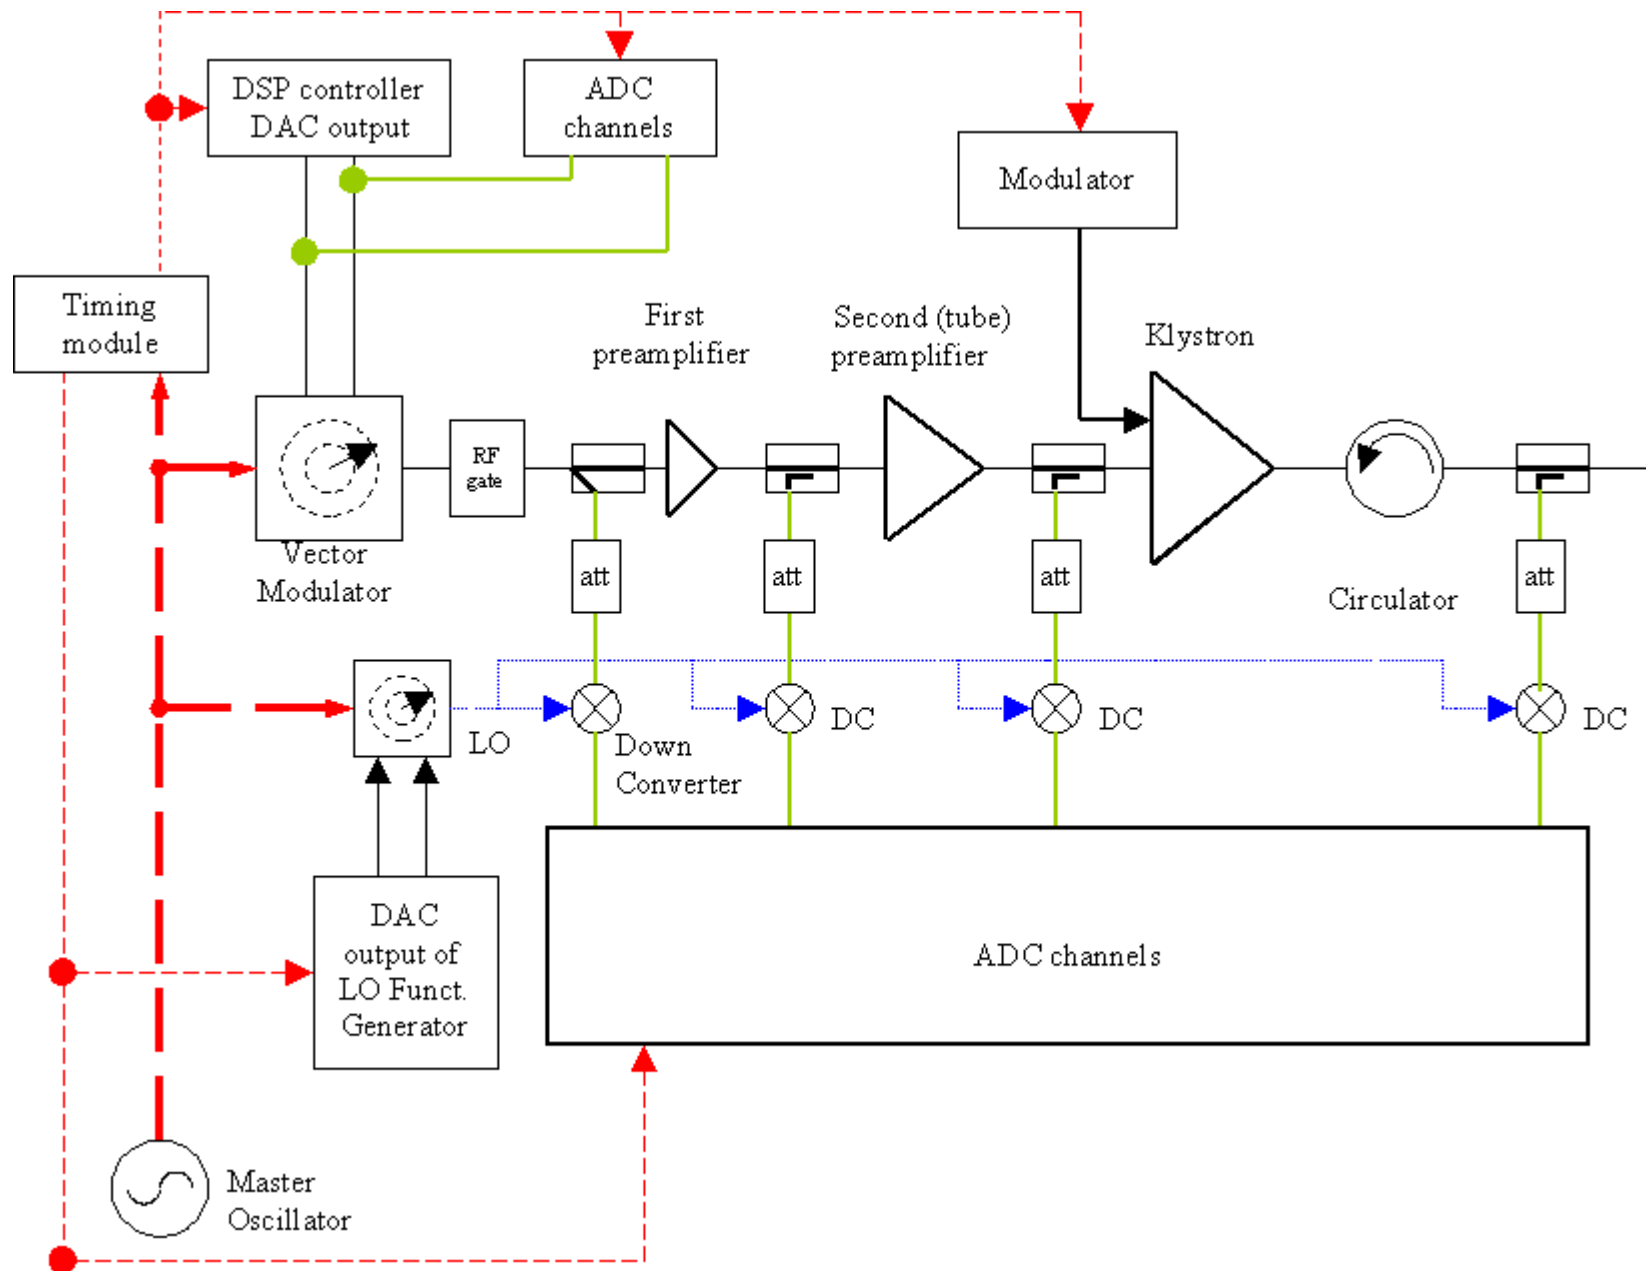 DSP controller
DAC output
ADC
channels
Modulator
Timing
module
First
preamplifier
Second (tube)
preamplifier
Klystron
RF
gate
Vector
Modulator
att
att
att
att
Circulator
LO
Down
Converter
DC
DC
DC
DAC
output of
LO Funct.
Generator
ADC channels
Master
Oscillator